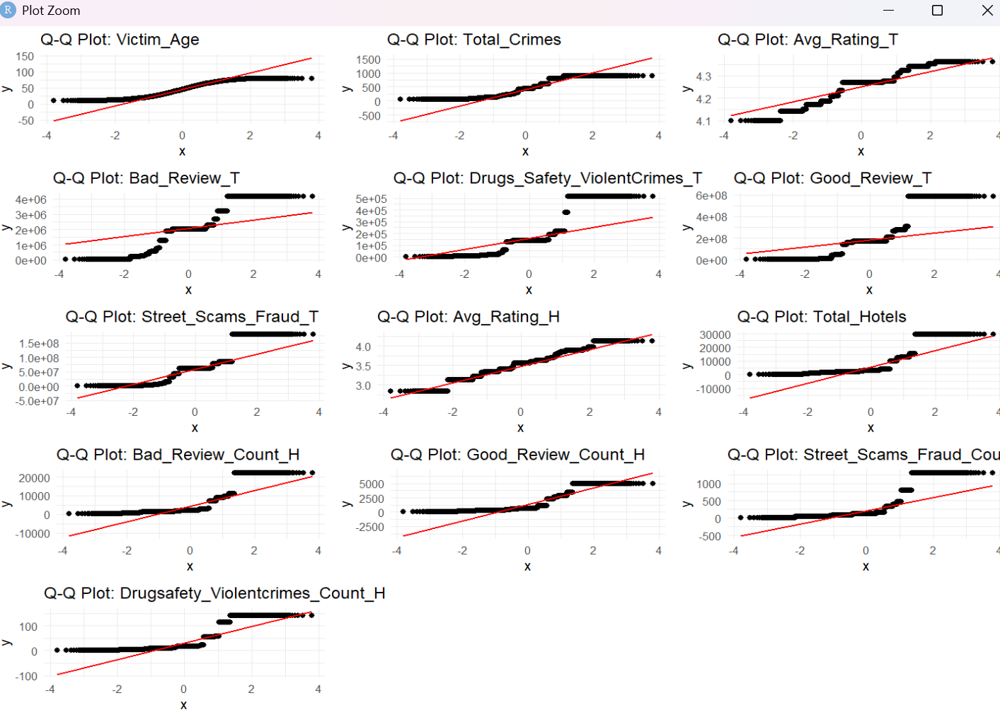 R Plot Zoom
Q-Q Plot: Victim_Age
150
100
50
0
-50
y
-4 -2 0 2 4
x
Q-Q Plot: Total_Crimes
1500
1000
500
0
-500
y
-4 -2 0 2 4
x
Q-Q Plot: Avg_Rating_T
4.3
4.2
4.1
y
-4 -2 0 2 4
x
Q-Q Plot: Bad_Review_T
4e+06
3e+06
2e+06
1e+06
0e+00
y
-4 -2 0 2 4
x
Q-Q Plot: Drugs_Safety_ViolentCrimes_T
5e+05
4e+05
3e+05
2e+05
1e+05
0e+00
y
-4 -2 0 2 4
x
Q-Q Plot: Good_Review_T
6e+08
4e+08
2e+08
0e+00
y
-4 -2 0 2 4
x
Q-Q Plot: Street_Scams_Fraud_T
1.5e+08
1.0e+08
5.0e+07
0.0e+00
-5.0e+07
y
-4 -2 0 2 4
x
Q-Q Plot: Avg_Rating_H
4.0
3.5
3.0
y
-4 -2 0 2 4
x
Q-Q Plot: Total_Hotels
30000
20000
10000
0
-10000
y
-4 -2 0 2 4
x
Q-Q Plot: Bad_Review_Count_H
20000
10000
0
-10000
y
-4 -2 0 2 4
x
Q-Q Plot: Good_Review_Count_H
5000
2500
0
-2500
y
-4 -2 0 2 4
x
Q-Q Plot: Street_Scams_Fraud_Cou
1000
500
0
-500
y
-4 -2 0 2 4
x
Q-Q Plot: Drugsafety_Violentcrimes_Count_H
100
0
-100
y
-4 -2 0 2 4
x